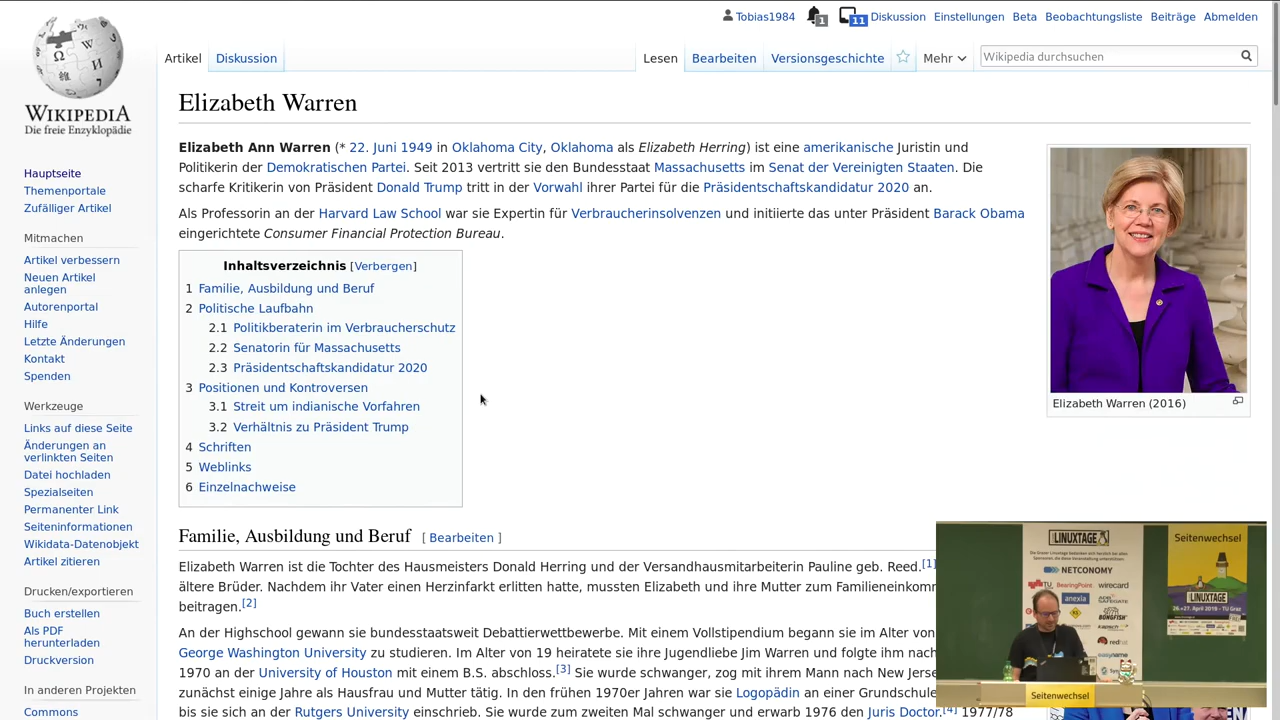 Tobias1984 1 11 Diskussion Einstellungen Beta Beobachtungsliste Beiträge Abmelden
Artikel Diskussion Lesen Bearbeiten Versionsgeschichte Mehr Wikipedia durchsuchen
WIKIPEDIA
Die freie Enzyklopädie
Hauptseite
Themenportale
Zufälliger Artikel
Mitmachen
Artikel verbessern
Neuen Artikel
anlegen
Autorenportal
Hilfe
Letzte Änderungen
Kontakt
Spenden
Werkzeuge
Links auf diese Seite
Änderungen an
verlinkten Seiten
Datei hochladen
Spezialseiten
Permanenter Link
Seiteninformationen
Wikidata-Datenobjekt
Artikel zitieren
Drucken/exportieren
Buch erstellen
Als PDF
herunterladen
Druckversion
In anderen Projekten
Commons
Elizabeth Warren
Elizabeth Ann Warren (* 22. Juni 1949 in Oklahoma City, Oklahoma als Elizabeth Herring) ist eine amerikanische Juristin und
Politikerin der Demokratischen Partei. Seit 2013 vertritt sie den Bundesstaat Massachusetts im Senat der Vereinigten Staaten. Die
scharfe Kritikerin von Präsident Donald Trump tritt in der Vorwahl ihrer Partei für die Präsidentschaftskandidatur 2020 an.
Als Professorin an der Harvard Law School war sie Expertin für Verbraucherinsolvenzen und initiierte das unter Präsident Barack Obama
eingerichtete Consumer Financial Protection Bureau.
Elizabeth Warren (2016)
Inhaltsverzeichnis [Verbergen]
1 Familie, Ausbildung und Beruf
2 Politische Laufbahn
2.1 Politikberaterin im Verbraucherschutz
2.2 Senatorin für Massachusetts
2.3 Präsidentschaftskandidatur 2020
3 Positionen und Kontroversen
3.1 Streit um indianische Vorfahren
3.2 Verhältnis zu Präsident Trump
4 Schriften
5 Weblinks
6 Einzelnachweise
Familie, Ausbildung und Beruf [ Bearbeiten ]
Elizabeth Warren ist die Tochter des Hausmeisters Donald Herring und der Versandhausmitarbeiterin Pauline geb. Reed.[1]
ältere Brüder. Nachdem ihr Vater einen Herzinfarkt erlitten hatte, mussten Elizabeth und ihre Mutter zum Familieneinkomm
beitragen.[2]
An der Highschool gewann sie bundesstaatsweit Debattierwettbewerbe. Mit einem Vollstipendium begann sie im Alter von
George Washington University zu studieren. Im Alter von 19 heiratete sie ihre Jugendliebe Jim Warren und folgte ihm nach
1970 an der University of Houston mit einem B.S. abschloss.[3] Sie wurde schwanger, zog mit ihrem Mann nach New Jerse
zunächst einige Jahre als Hausfrau und Mutter tätig. In den frühen 1970er Jahren war sie Logopädin an einer Grundschule
bis sie sich an der Rutgers University einschrieb. Sie wurde zum zweiten Mal schwanger und erwarb 1976 den Juris Doctor.[4] 1977/78
LINUXTAGE
NETCONOMY
BearingPoint
wirecard
anexia
BONGFISH
Seitenwechsel
LINUXTAGE
26.+27. April 2019 - TU Graz
Seitenwechsel